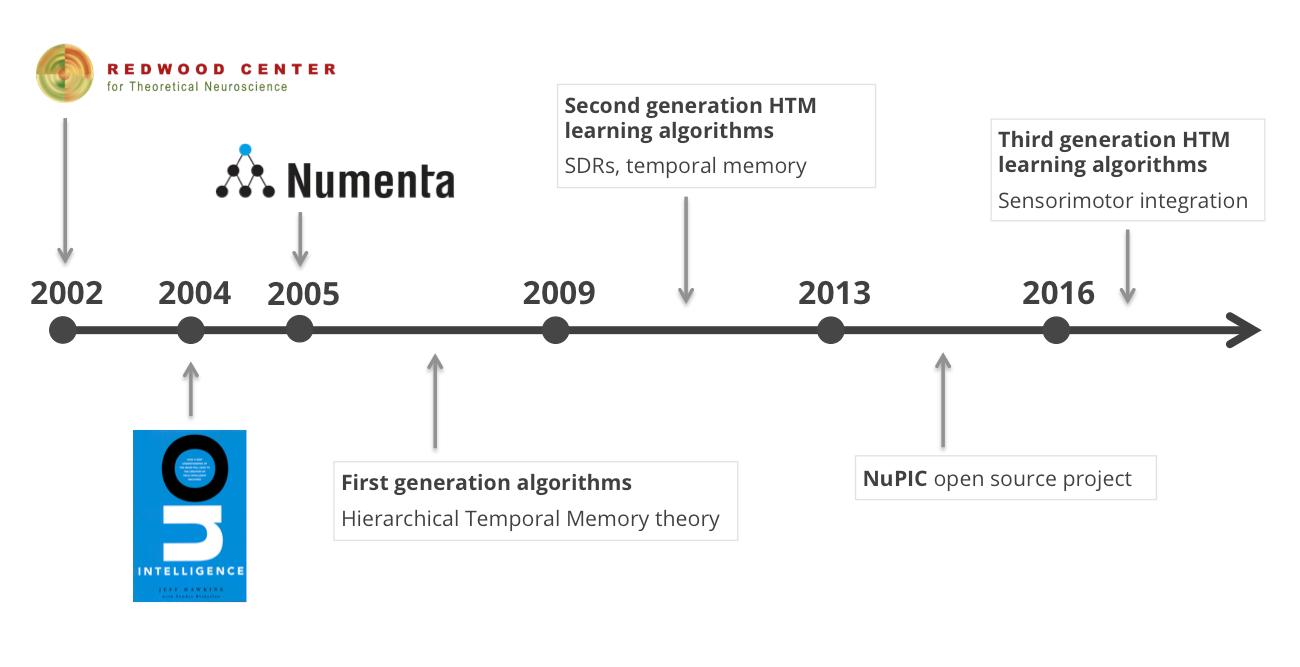 REDWOOD CENTER
for Theoretical Neuroscience
Numenta
Second generation HTM
learning algorithms
SDRs, temporal memory
Third generation HTM
learning algorithms
Sensorimotor integration
2002
2004
2005
2009
2013
2016
On
INTELLIGENCE
JEFF HAWKINS
First generation algorithms
Hierarchical Temporal Memory theory
NuPIC open source project